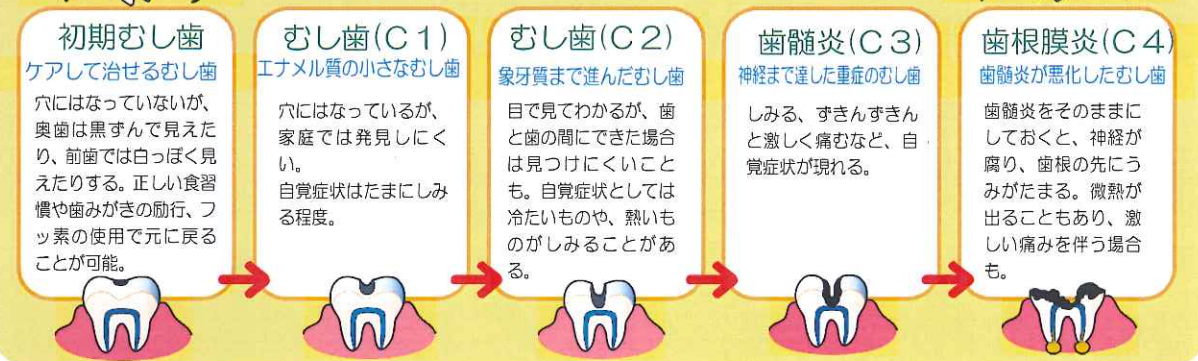 初期むし歯
ケアして治せるむし歯
穴にはなっていないが、
奥歯は黒ずんで見えた
り、前歯では白っぽく見
えたりする。正しい食習
慣や歯みがきの励行、フ
ッ素の使用で元に戻る
ことが可能。
むし歯(C1)
エナメル質の小さなむし歯
穴にはなっているが、
家庭では発見しにく
い。
自覚症状はたまにしみ
る程度。
むし歯(C2)
象牙質まで進んだむし歯
目で見てわかるが、歯
と歯の間にできた場合
は見つけにくいこと
も。自覚症状としては
冷たいものや、熱いも
のがしみることがあ
る。
歯髄炎(C3)
神経まで達した重症のむし歯
しみる、ずきんずきん
と激しく痛むなど、自
覚症状が現れる。
歯根膜炎(C4)
歯髄炎が悪化したむし歯
歯髄炎をそのままに
しておくと、神経が
腐り、歯根の先にう
みがたまる。微熱が
出ることもあり、激
しい痛みを伴う場合
も。